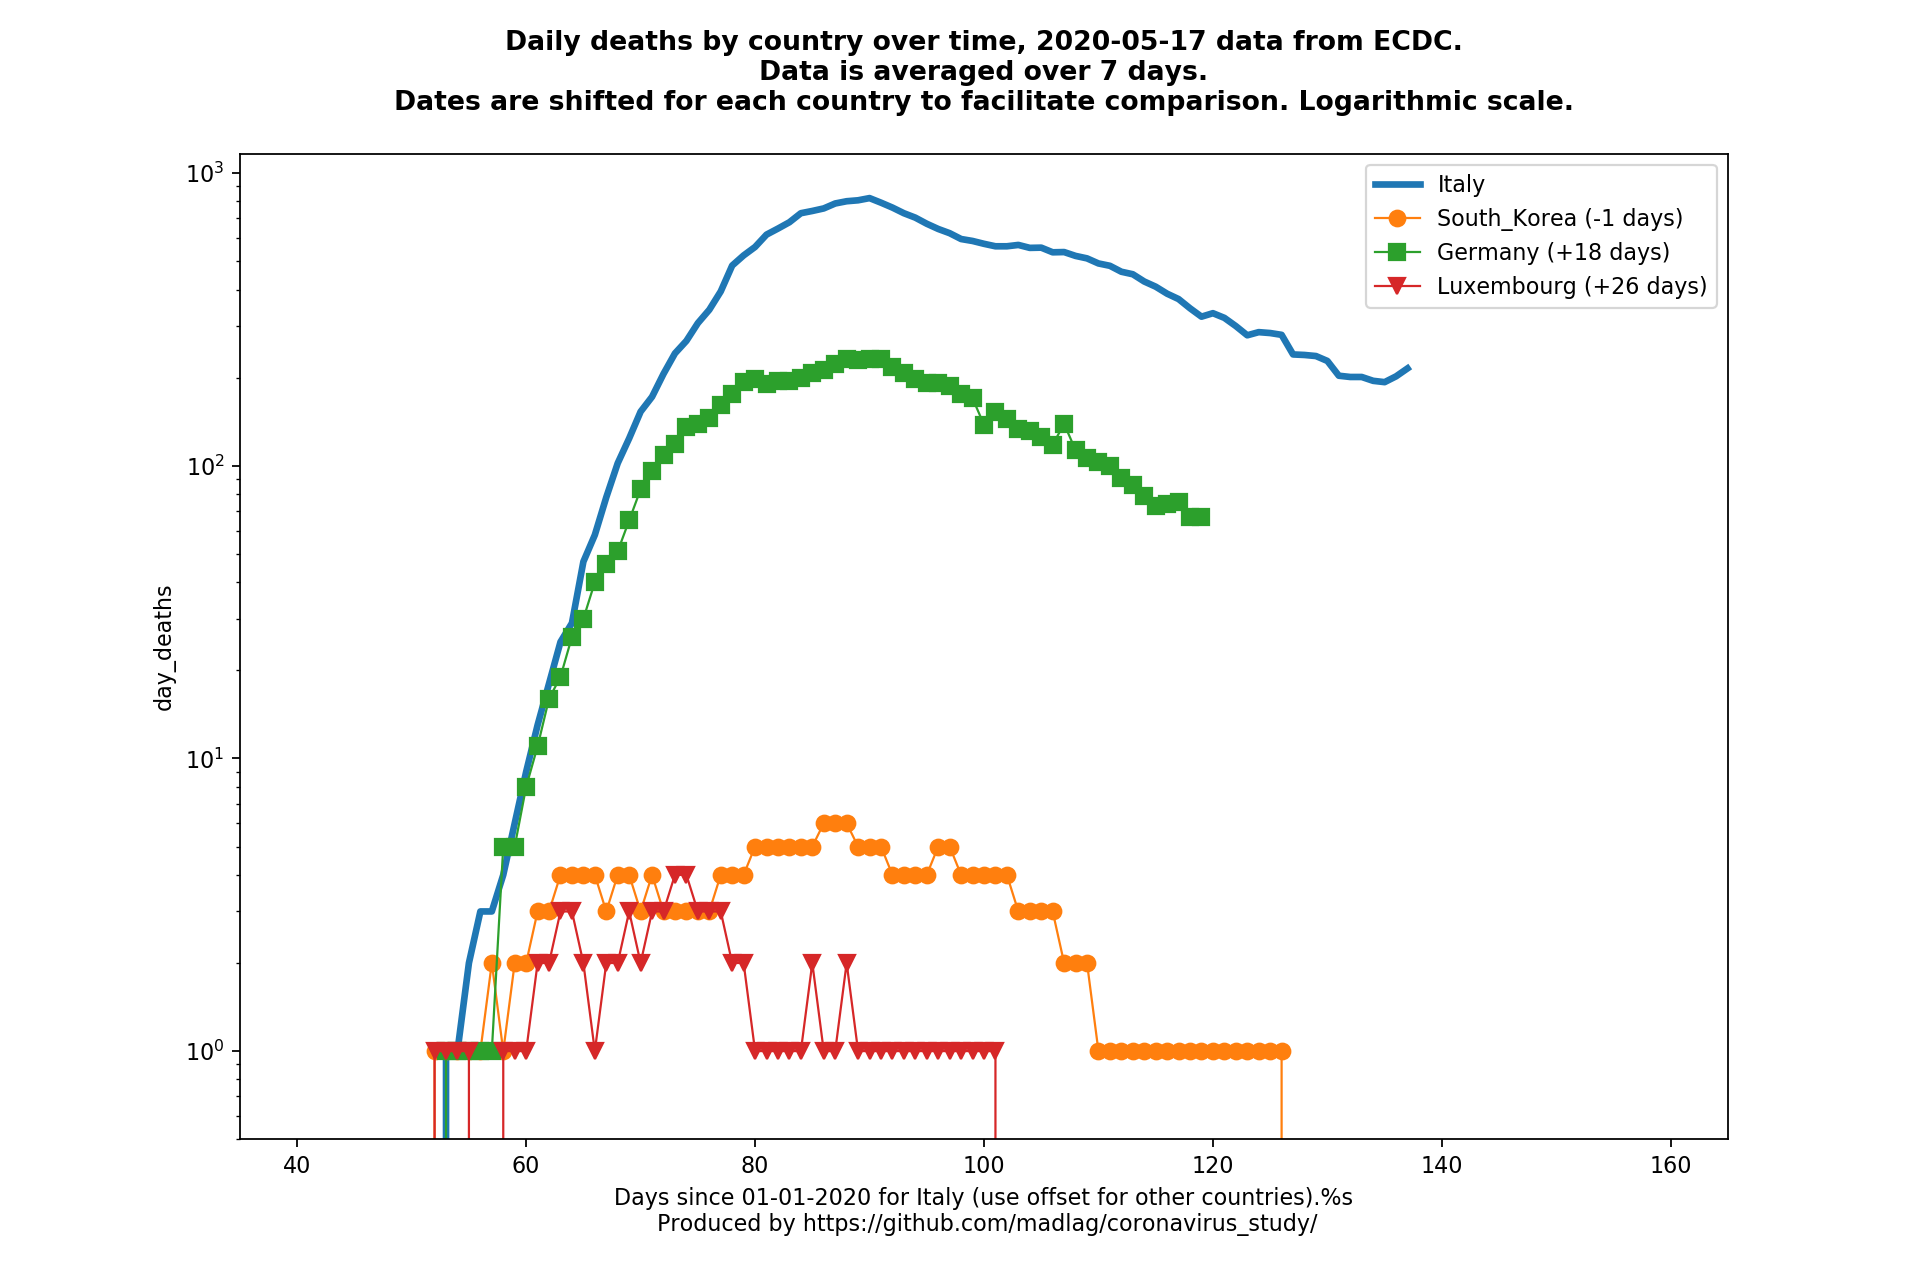 Daily deaths by country over time, 2020-05-17 data from ECDC.
Data is averaged over 7 days.
Dates are shifted for each country to facilitate comparison. Logarithmic scale.
10³
10²
10¹
10⁰
day_deaths
Italy
South_Korea (-1 days)
Germany (+18 days)
Luxembourg (+26 days)
40 60 80 100 120 140 160
Days since 01-01-2020 for Italy (use offset for other countries).%s
Produced by https://github.com/madlag/coronavirus_study/